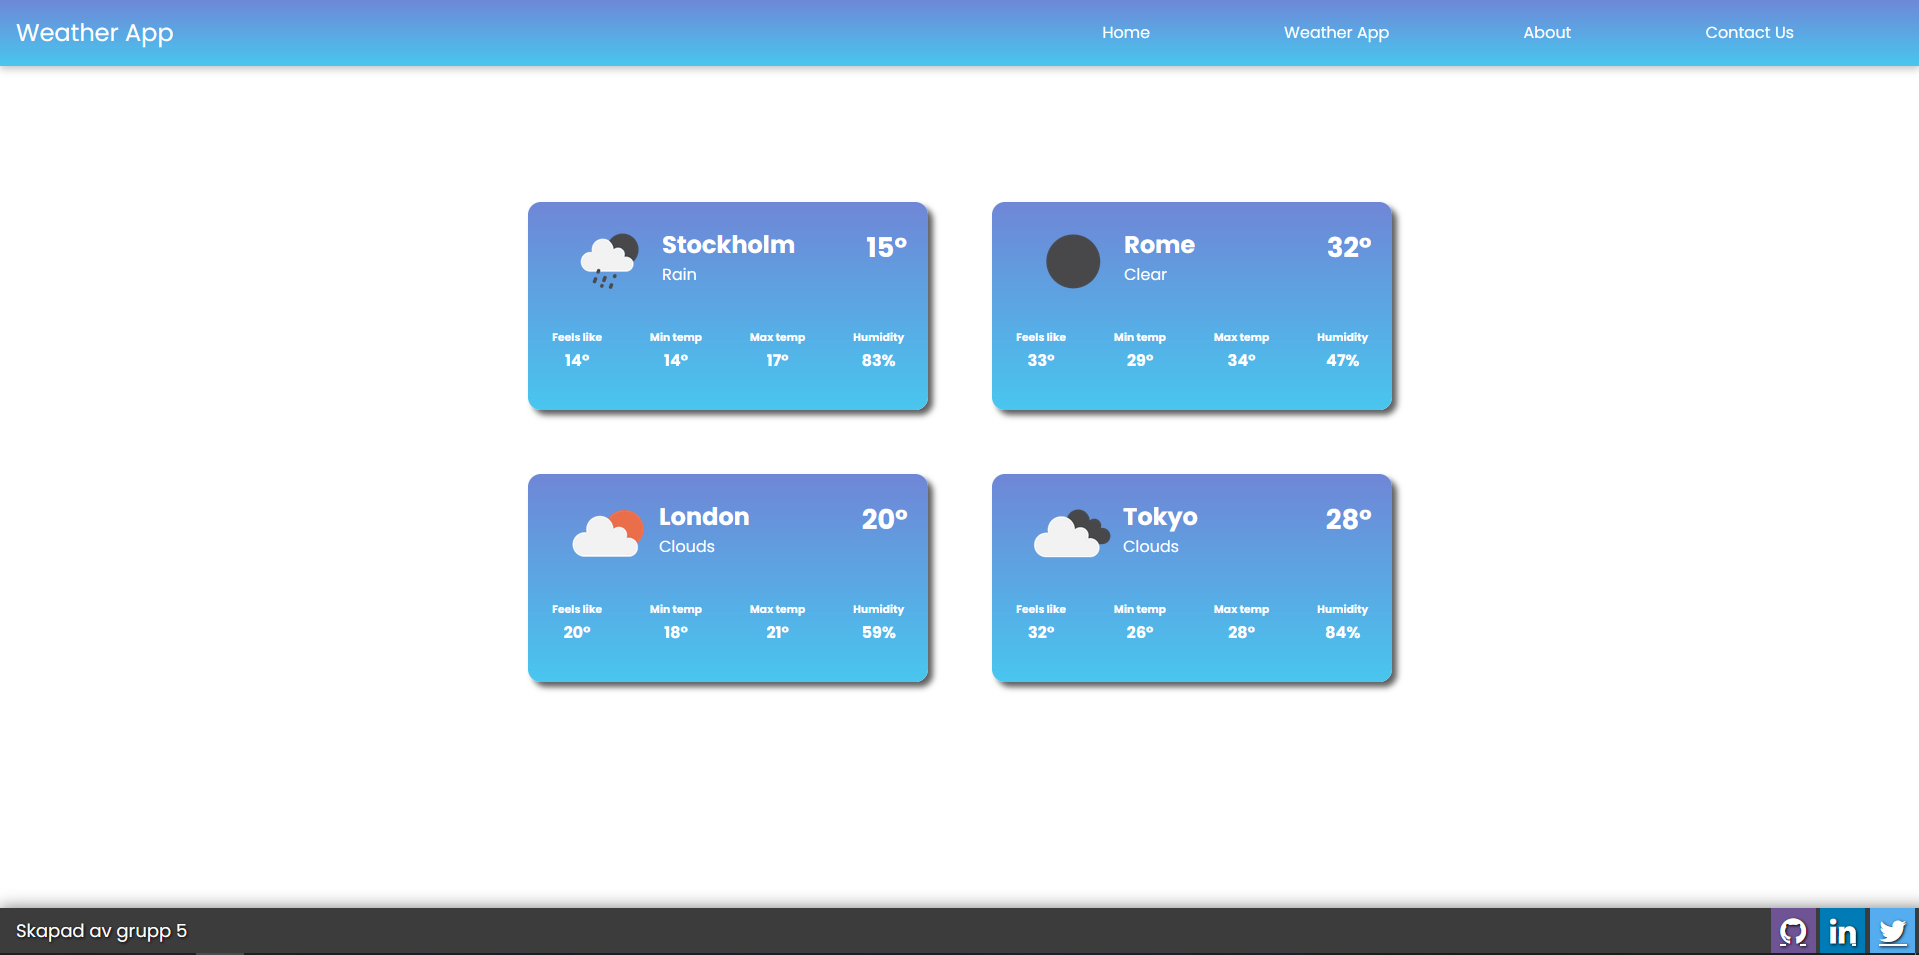 Weather App
Home Weather App About Contact Us
Stockholm 15°
Rain
Feels like Min temp Max temp Humidity
14° 14° 17° 83%
Rome 32°
Clear
Feels like Min temp Max temp Humidity
33° 29° 34° 47%
London 20°
Clouds
Feels like Min temp Max temp Humidity
20° 18° 21° 59%
Tokyo 28°
Clouds
Feels like Min temp Max temp Humidity
32° 26° 28° 84%
Skapad av grupp 5
in